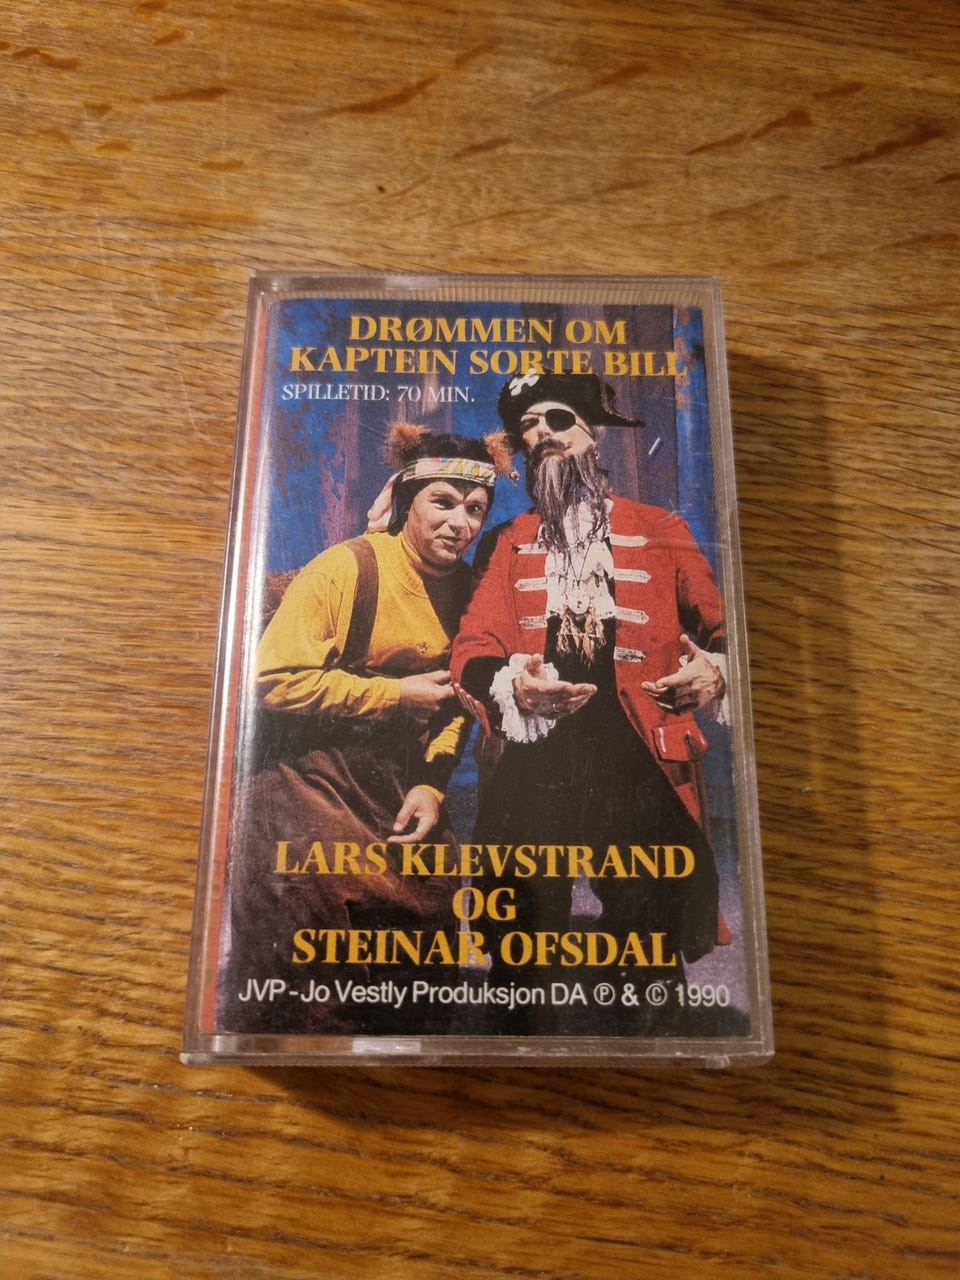 DRØMMEN OM
KAPTEIN SORTE BILL
SPILLETID: 70 MIN.
LARS KLEVSTRAND
OG
STEINAR OFSDAL
JVP - Jo Vestly Produksjon DA ℗ & © 1990